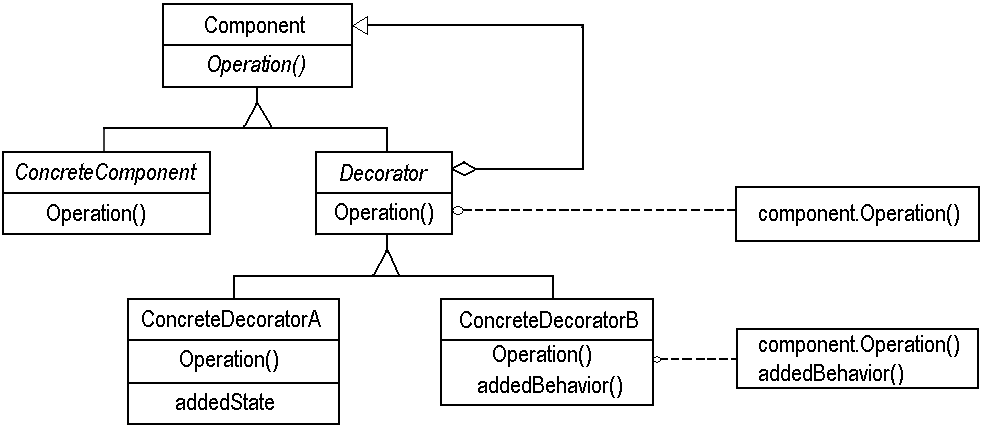 Component
Operation()
ConcreteComponent
Operation()
Decorator
Operation()
component.Operation()
ConcreteDecoratorA
Operation()
addedState
ConcreteDecoratorB
Operation()
addedBehavior()
component.Operation()
addedBehavior()